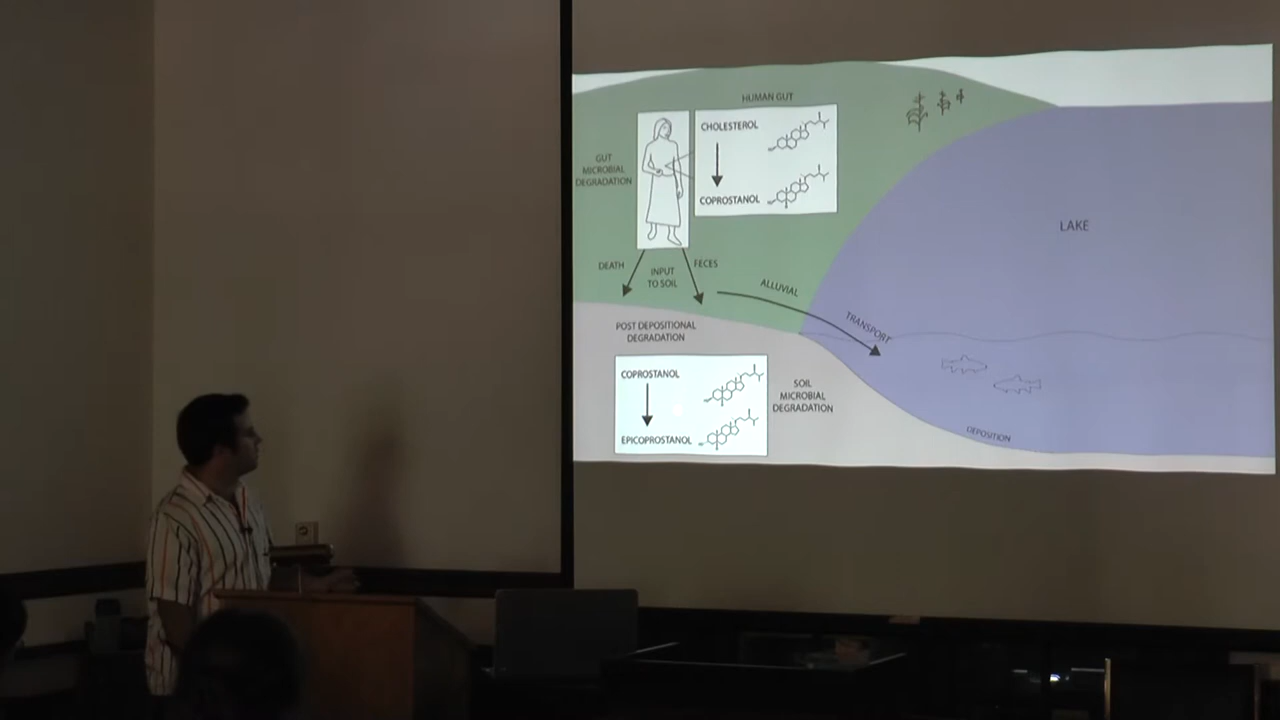 HUMAN GUT
CHOLESTEROL
COPROSTANOL
GUT
MICROBIAL
DEGRADATION
LAKE
DEATH
INPUT
TO SOIL
FECES
ALLUVIAL
TRANSPORT
POST DEPOSITIONAL
DEGRADATION
COPROSTANOL
EPICOPROSTANOL
SOIL
MICROBIAL
DEGRADATION
DEPOSITION